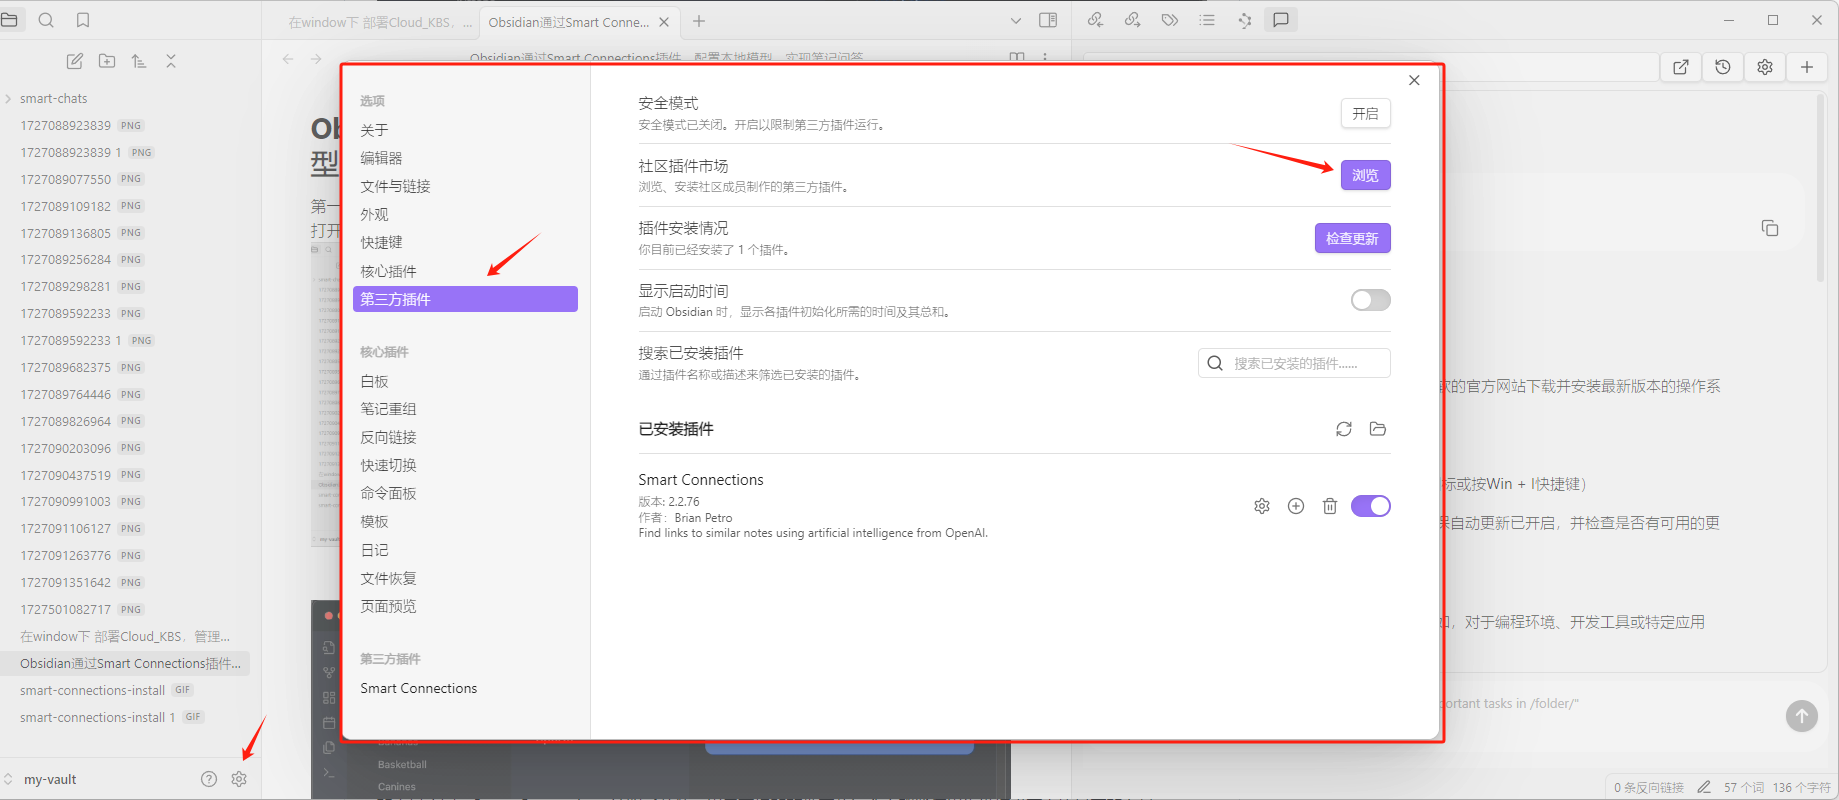 在window下 部署Cloud_KBS，...
Obsidian通过Smart Conne...
Obsidian通过Smart Connections插件，配置本地模型，实现笔记问答
smart-chats
1727088923839 PNG
1727088923839 1 PNG
1727089077550 PNG
1727089109182 PNG
1727089136805 PNG
1727089256284 PNG
1727089298281 PNG
1727089592233 PNG
1727089592233 1 PNG
1727089682375 PNG
1727089764446 PNG
1727089826964 PNG
1727090203096 PNG
1727090437519 PNG
1727090991003 PNG
1727091106127 PNG
1727091263776 PNG
1727091351642 PNG
1727501082717 PNG
在window下 部署Cloud_KBS，管理...
Obsidian通过Smart Connections插件...
smart-connections-install GIF
smart-connections-install 1 GIF
my-vault
Ob
型
第一
打开
选项
关于
编辑器
文件与链接
外观
快捷键
核心插件
第三方插件
核心插件
白板
笔记重组
反向链接
快速切换
命令面板
模板
日记
文件恢复
页面预览
第三方插件
Smart Connections
安全模式
安全模式已关闭。开启以限制第三方插件运行。
开启
社区插件市场
浏览、安装社区成员制作的第三方插件。
浏览
插件安装情况
你目前已经安装了 1 个插件。
检查更新
显示启动时间
启动 Obsidian 时，显示各插件初始化所需的时间及其总和。
搜索已安装插件
通过插件名称或描述来筛选已安装的插件。
搜索已安装的插件......
已安装插件
Smart Connections
版本: 2.2.76
作者：Brian Petro
Find links to similar notes using artificial intelligence from OpenAI.
Basketball
Canines
的官方网站下载并安装最新版本的操作系
标或按Win + I快捷键）
自动更新已开启，并检查是否有可用的更
，对于编程环境、开发工具或特定应用
portant tasks in /folder/"
0 条反向链接
57 个词
136 个字符